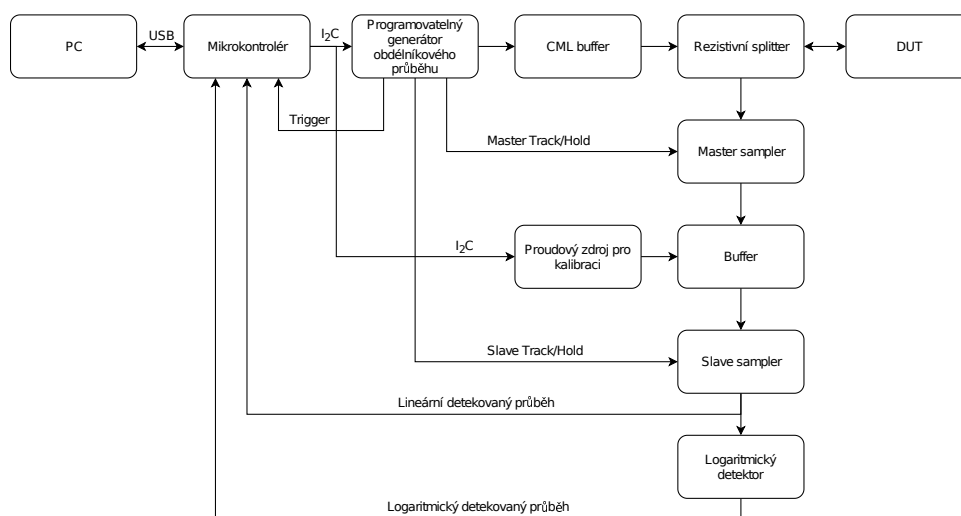 PC
USB
Mikrokontrolér
I2C
Programovatelný
generátor
obdélníkového
průběhu
CML buffer
Rezistivní splitter
DUT
Trigger
Master Track/Hold
Master sampler
I2C
Proudový zdroj pro
kalibraci
Buffer
Slave Track/Hold
Slave sampler
Lineární detekovaný průběh
Logaritmický
detektor
Logaritmický detekovaný průběh